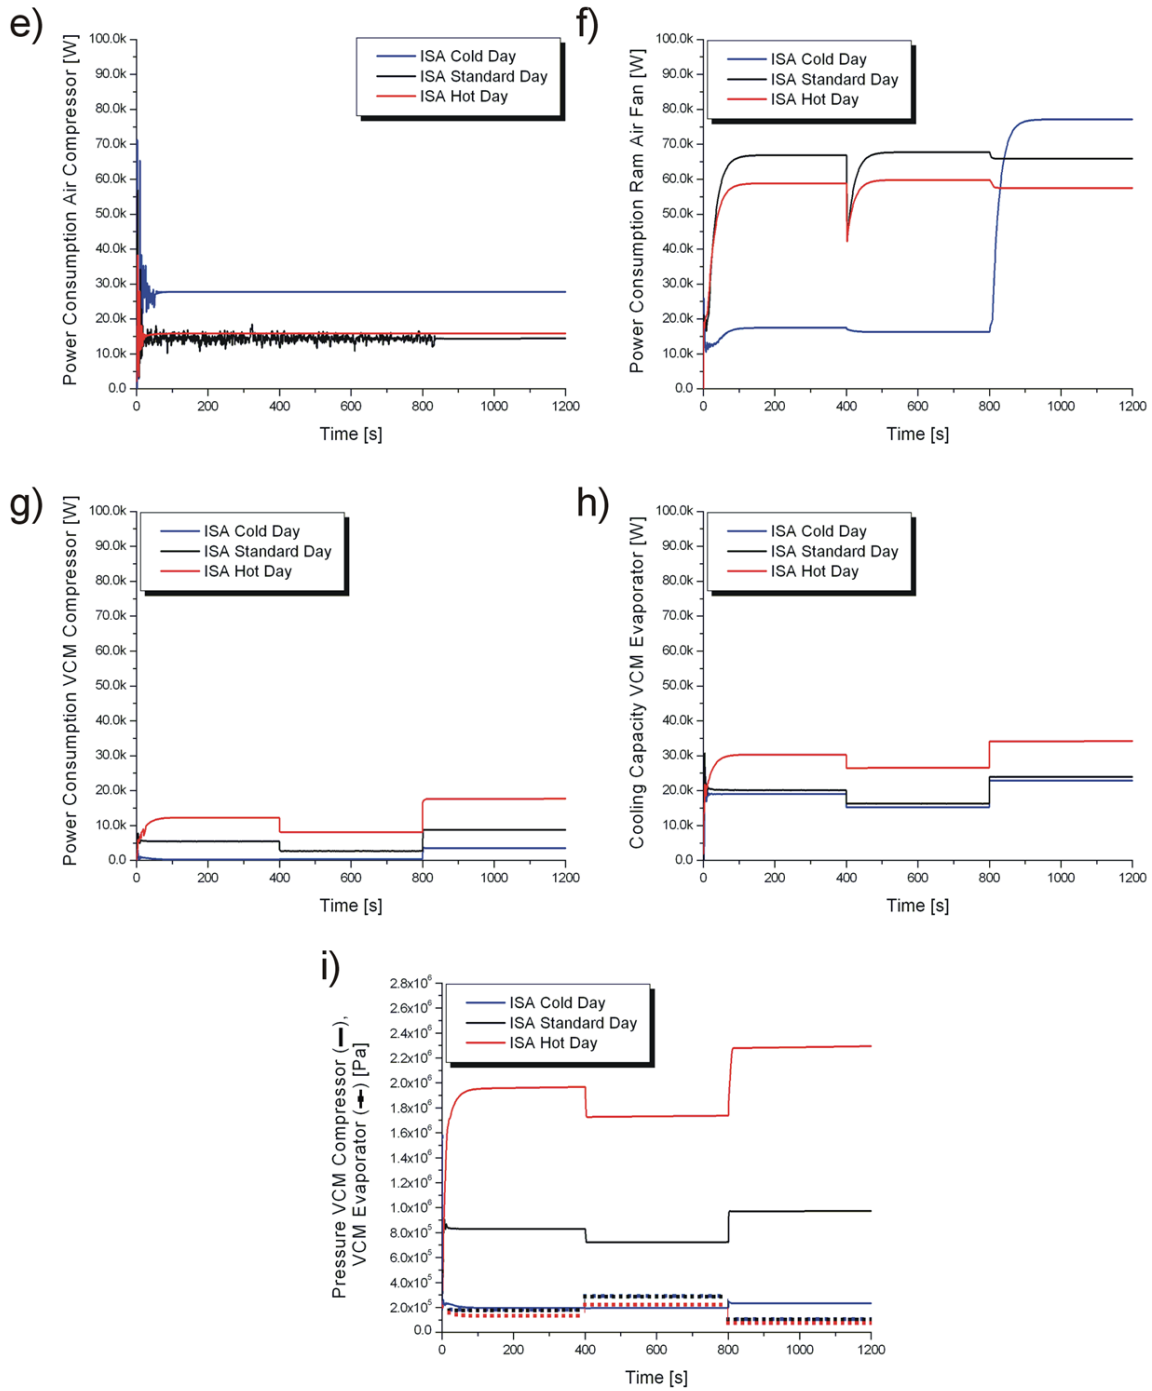 e)
Power Consumption Air Compressor [W]
100.0k
90.0k
80.0k
70.0k
60.0k
50.0k
40.0k
30.0k
20.0k
10.0k
0.0
ISA Cold Day
ISA Standard Day
ISA Hot Day
0 200 400 600 800 1000 1200
Time [s]
f)
Power Consumption Ram Air Fan [W]
100.0k
90.0k
80.0k
70.0k
60.0k
50.0k
40.0k
30.0k
20.0k
10.0k
0.0
ISA Cold Day
ISA Standard Day
ISA Hot Day
0 200 400 600 800 1000 1200
Time [s]
g)
Power Consumption VCM Compressor [W]
100.0k
90.0k
80.0k
70.0k
60.0k
50.0k
40.0k
30.0k
20.0k
10.0k
0.0
ISA Cold Day
ISA Standard Day
ISA Hot Day
0 200 400 600 800 1000 1200
Time [s]
h)
Cooling Capacity VCM Evaporator [W]
100.0k
90.0k
80.0k
70.0k
60.0k
50.0k
40.0k
30.0k
20.0k
10.0k
0.0
ISA Cold Day
ISA Standard Day
ISA Hot Day
0 200 400 600 800 1000 1200
Time [s]
i)
Pressure VCM Compressor (━),
VCM Evaporator (-•-) [Pa]
2.8x10⁶
2.6x10⁶
2.4x10⁶
2.2x10⁶
2.0x10⁶
1.8x10⁶
1.6x10⁶
1.4x10⁶
1.2x10⁶
1.0x10⁶
8.0x10⁵
6.0x10⁵
4.0x10⁵
2.0x10⁵
0.0
ISA Cold Day
ISA Standard Day
ISA Hot Day
0 200 400 600 800 1000 1200
Time [s]